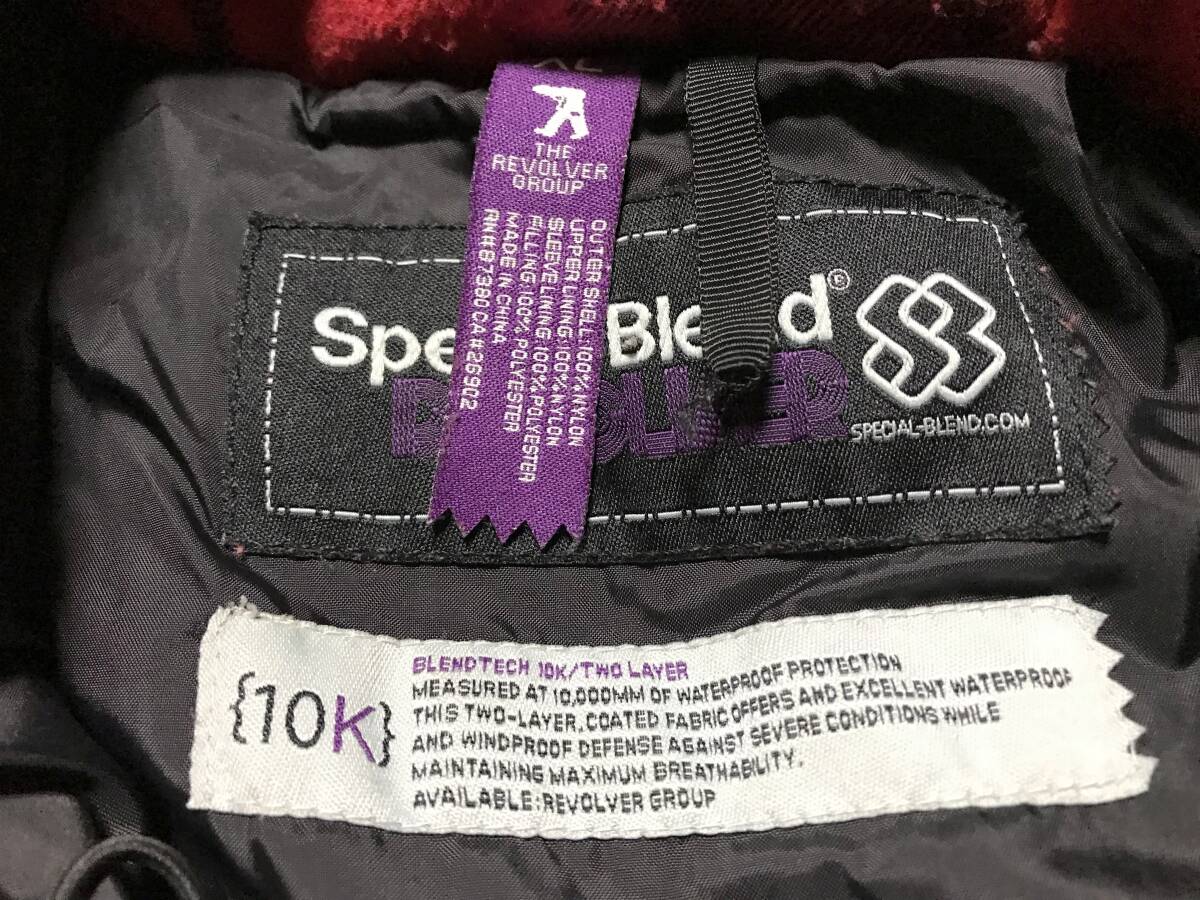 XL
THE
REVOLVER
GROUP
OUTER SHELL 100% NYLON
UPPER LINING 100% NYLON
SLEEVE LINING 100% POLYESTER
FILLING 100% POLYESTER
MADE IN CHINA
RN#87380 CA#26902
Spe Ble d®
SPECIAL-BLEND.COM
{10K}
BLENDTECH 10K/TWO LAYER
MEASURED AT 10,000MM OF WATERPROOF PROTECTION
THIS TWO-LAYER, COATED FABRIC OFFERS AND EXCELLENT WATERPROOF
AND WINDPROOF DEFENSE AGAINST SEVERE CONDITIONS WHILE
MAINTAINING MAXIMUM BREATHABILITY.
AVAILABLE: REVOLVER GROUP